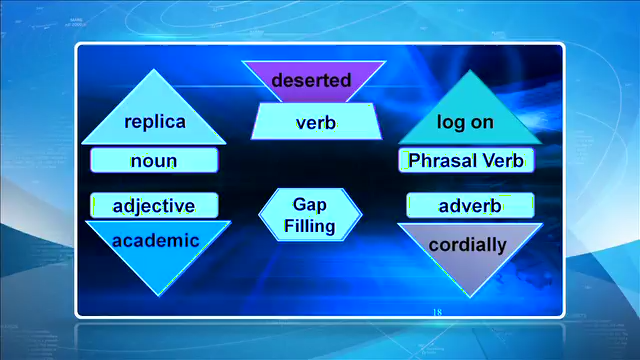 deserted
replica
verb
log on
noun
Phrasal Verb
adjective
Gap
Filling
adverb
academic
cordially
18